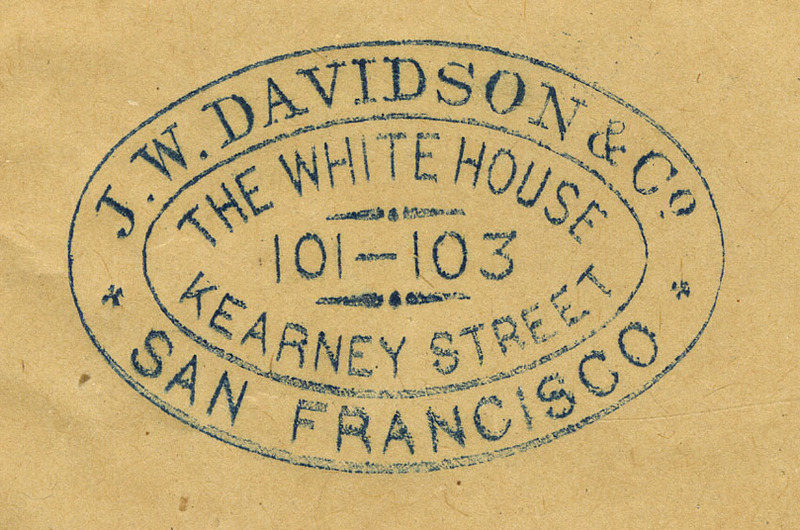 J. W. DAVIDSON & Cº
THE WHITE HOUSE
101-103
KEARNEY STREET
SAN FRANCISCO